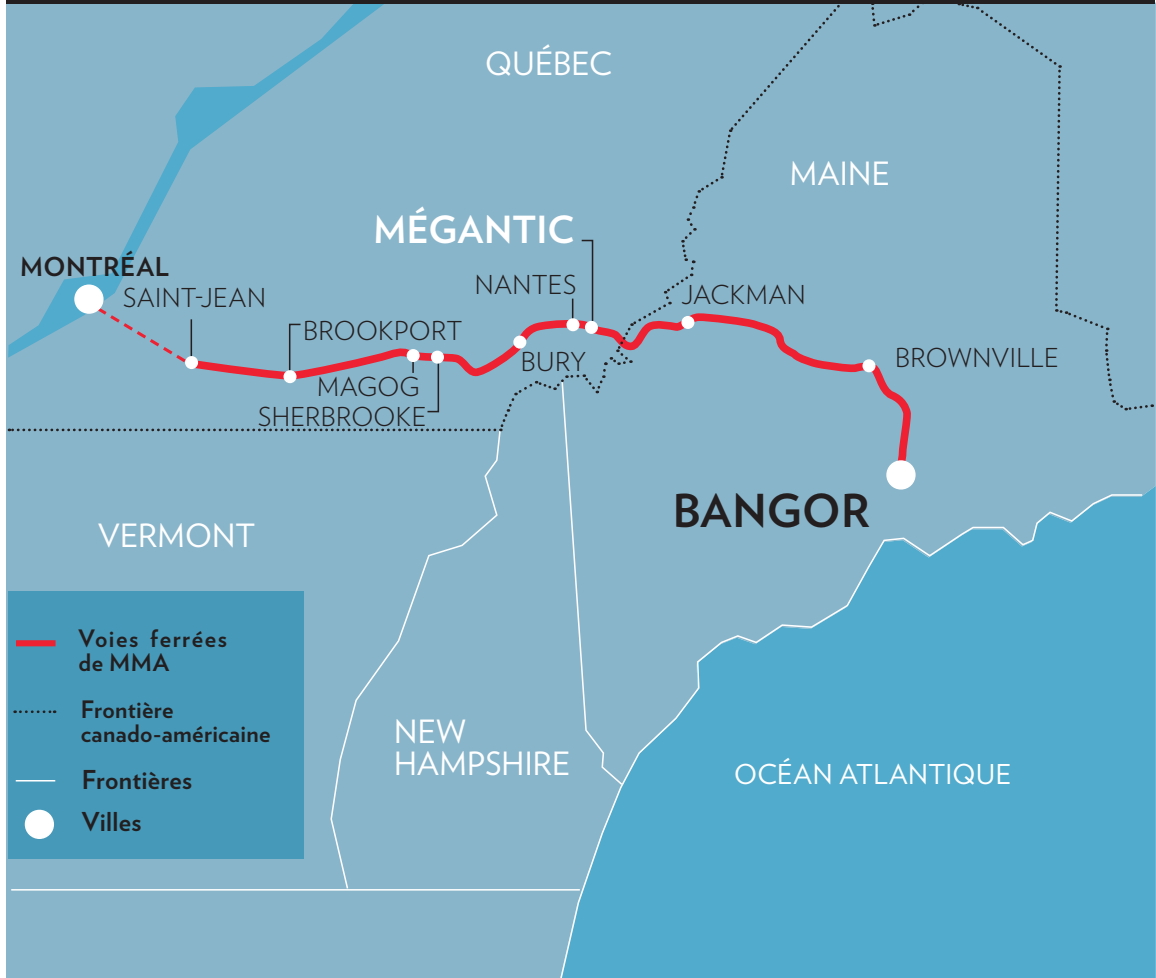 QUÉBEC
MAINE
MÉGANTIC
MONTRÉAL
SAINT-JEAN
NANTES
JACKMAN
BROOKPORT
BROWNVILLE
BURY
MAGOG
SHERBROOKE
BANGOR
VERMONT
Voies ferrées
de MMA
Frontière
canado-américaine
Frontières
Villes
NEW
HAMPSHIRE
OCÉAN ATLANTIQUE